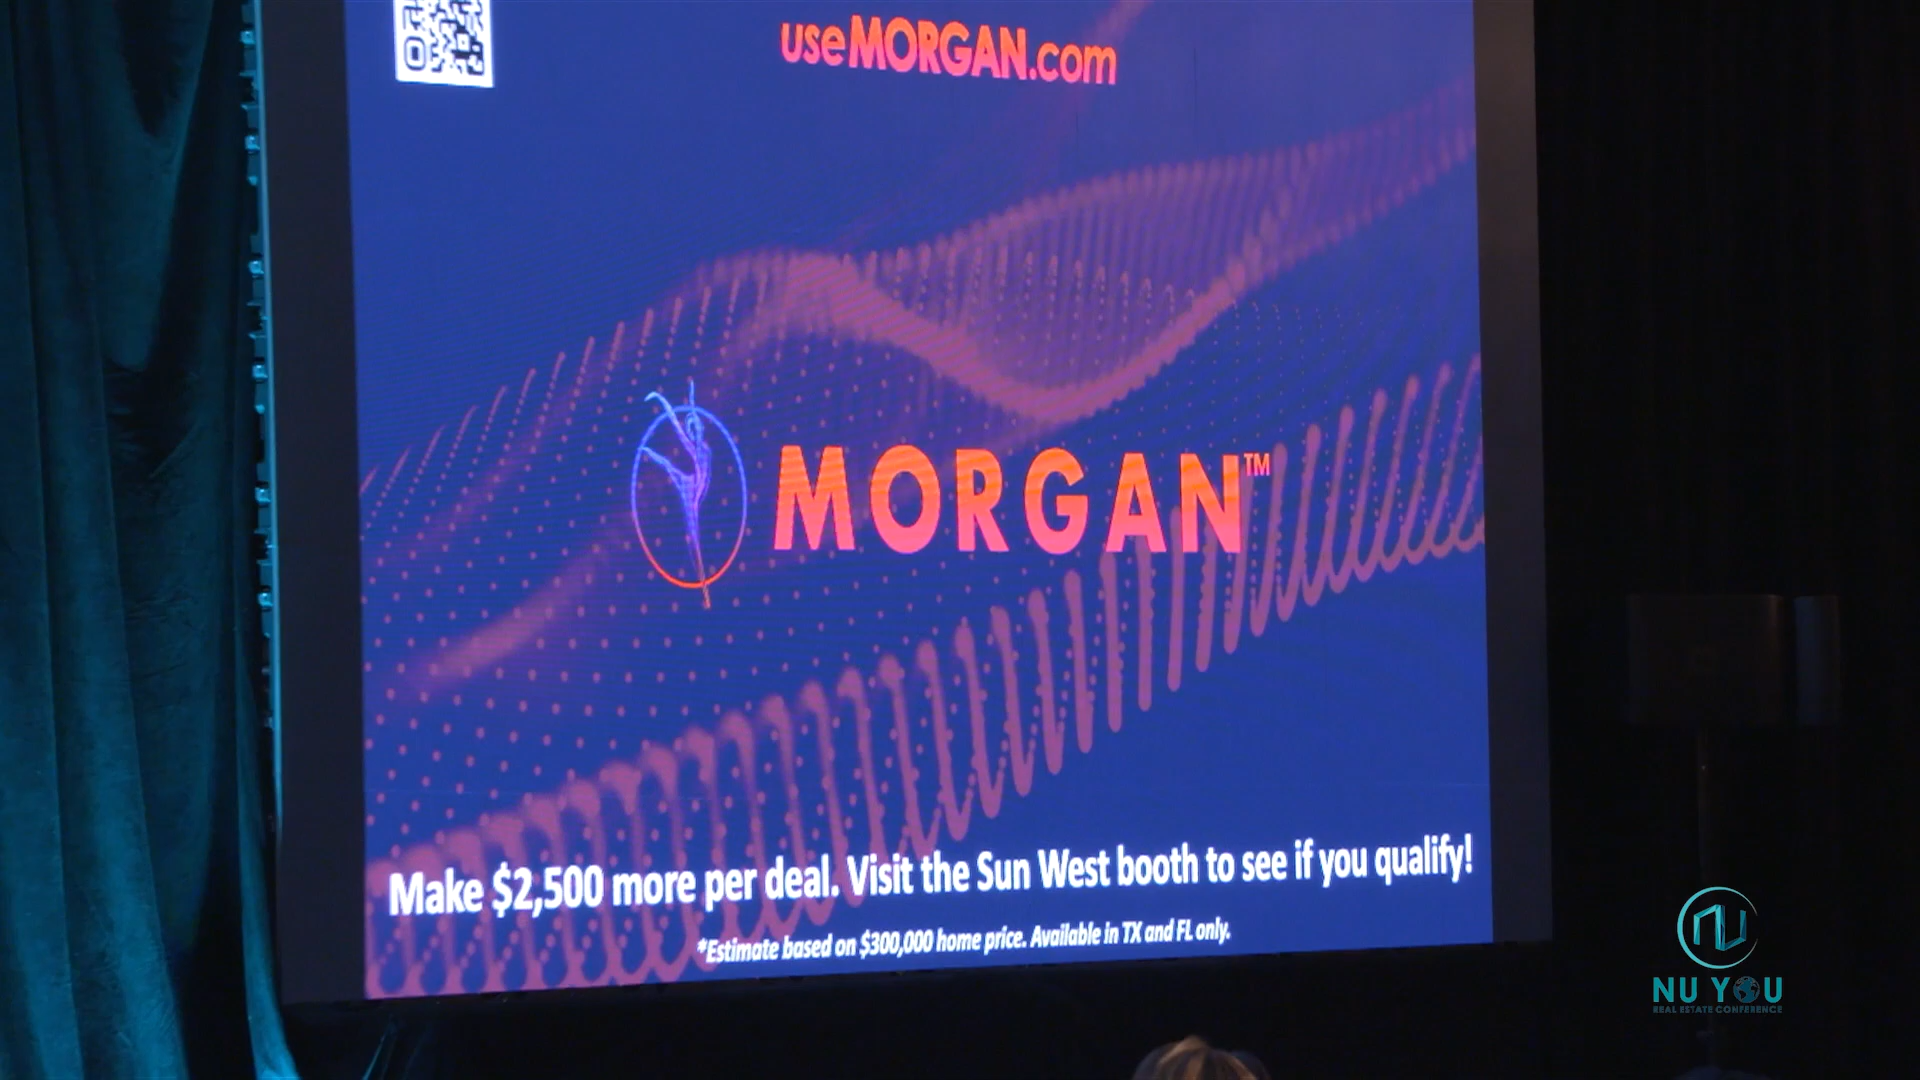 useMORGAN.com
MORGAN™
Make $2,500 more per deal. Visit the Sun West booth to see if you qualify!
*Estimate based on $300,000 home price. Available in TX and FL only.
NU YOU
REAL ESTATE CONFERENCE